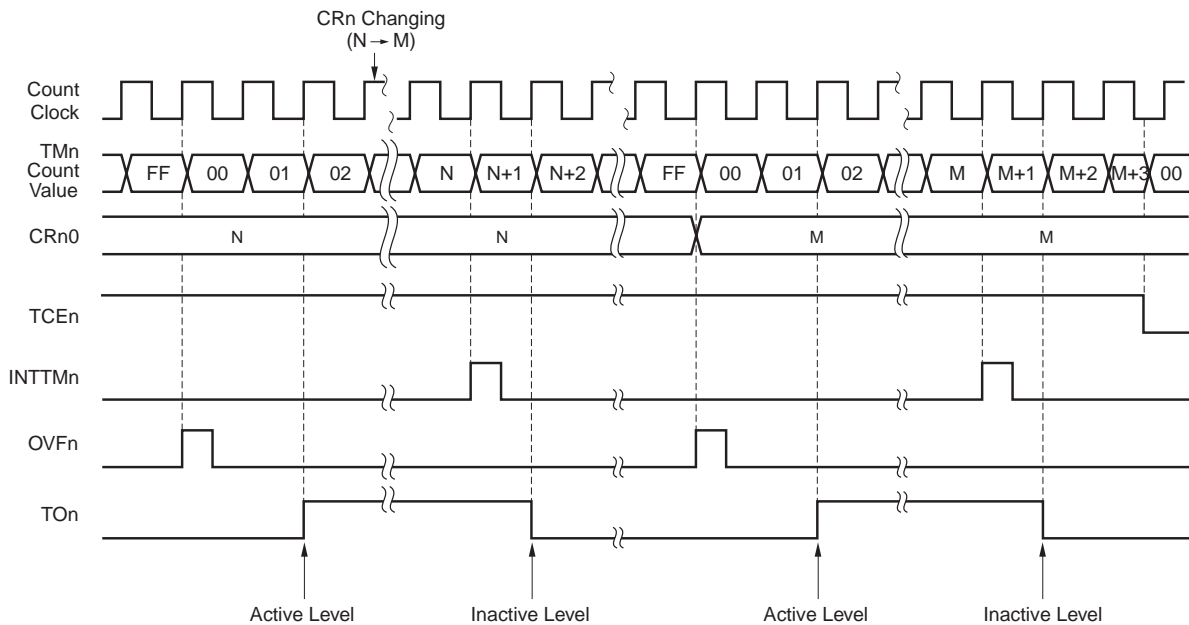 CRn Changing
(N → M)
Count
Clock
TMn
Count
Value
FF 00 01 02 N N+1 N+2 FF 00 01 02 M M+1 M+2 M+3 00
CRn0
N N M M
TCEn
INTTMn
OVFn
TOn
Active Level Inactive Level Active Level Inactive Level